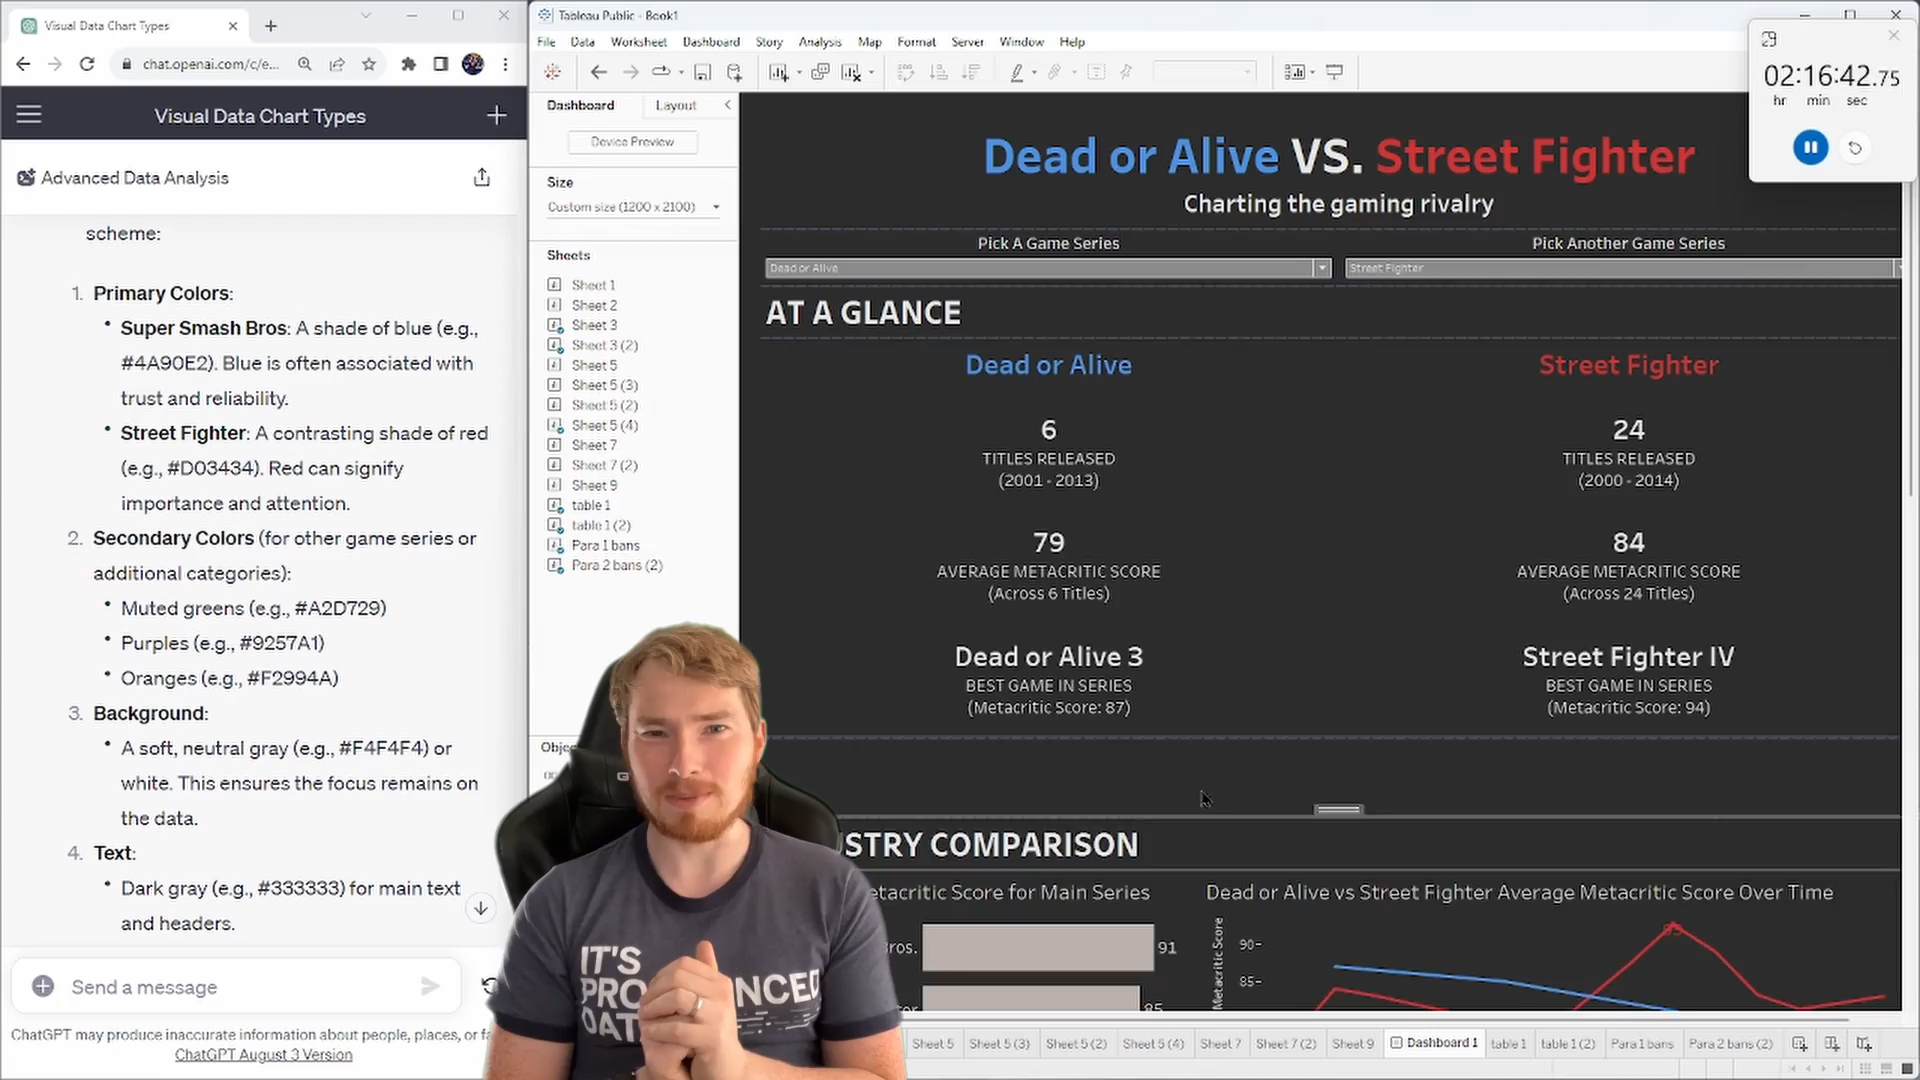 Visual Data Chart Types
chat.openai.com/c/e...
Visual Data Chart Types
Advanced Data Analysis
scheme:
1. Primary Colors:
• Super Smash Bros: A shade of blue (e.g.,
#4A90E2). Blue is often associated with
trust and reliability.
• Street Fighter: A contrasting shade of red
(e.g., #D03434). Red can signify
importance and attention.
2. Secondary Colors (for other game series or
additional categories):
• Muted greens (e.g., #A2D729)
• Purples (e.g., #9257A1)
• Oranges (e.g., #F2994A)
3. Background:
• A soft, neutral gray (e.g., #F4F4F4) or
white. This ensures the focus remains on
the data.
4. Text:
• Dark gray (e.g., #333333) for main text
and headers.
Send a message
ChatGPT may produce inaccurate information about people, places, or fa
ChatGPT August 3 Version
Tableau Public - Book1
File Data Worksheet Dashboard Story Analysis Map Format Server Window Help
Dashboard Layout
Device Preview
Size
Custom size (1200 x 2100)
Sheets
Sheet 1
Sheet 2
Sheet 3
Sheet 3 (2)
Sheet 5
Sheet 5 (3)
Sheet 5 (2)
Sheet 5 (4)
Sheet 7
Sheet 7 (2)
Sheet 9
table 1
table 1 (2)
Para 1 bans
Para 2 bans (2)
Objec
02:16:42.75
hr min sec
Dead or Alive VS. Street Fighter
Charting the gaming rivalry
Pick A Game Series Pick Another Game Series
Dead or Alive Street Fighter
AT A GLANCE
Dead or Alive Street Fighter
6 24
TITLES RELEASED TITLES RELEASED
(2001 - 2013) (2000 - 2014)
79 84
AVERAGE METACRITIC SCORE AVERAGE METACRITIC SCORE
(Across 6 Titles) (Across 24 Titles)
Dead or Alive 3 Street Fighter IV
BEST GAME IN SERIES BEST GAME IN SERIES
(Metacritic Score: 87) (Metacritic Score: 94)
STRY COMPARISON
etacritic Score for Main Series Dead or Alive vs Street Fighter Average Metacritic Score Over Time
ros. 91
tor 85
Metacritic Score
90
85
IT'S
PRO NCED
DAT
Sheet 5 Sheet 5 (3) Sheet 5 (2) Sheet 5 (4) Sheet 7 Sheet 7 (2) Sheet 9 Dashboard 1 table 1 table 1 (2) Para 1 bans Para 2 bans (2)